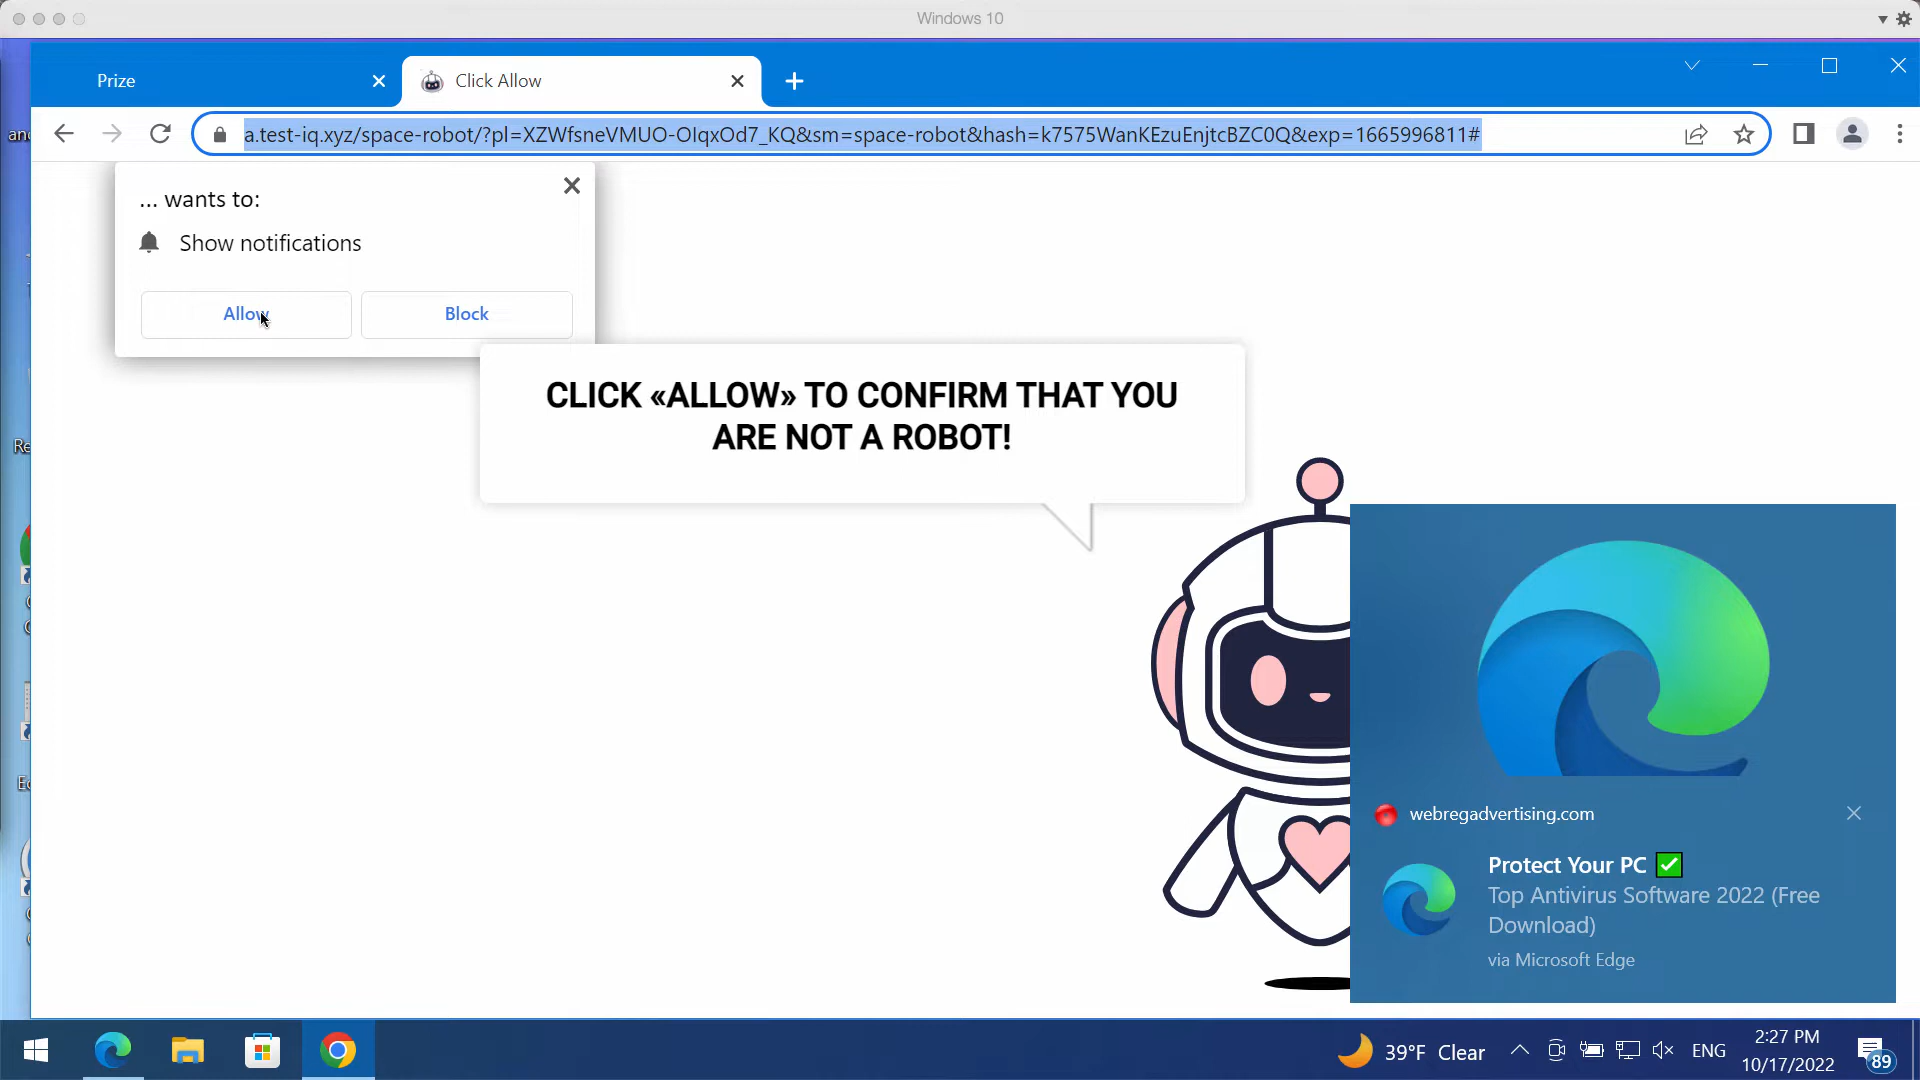 Windows 10
Prize
Click Allow
a.test-iq.xyz/space-robot/?pl=XZWfsneVMUO-OIqxOd7_KQ&sm=space-robot&hash=k7575WanKEzuEnjtcBZC0Q&exp=1665996811#
... wants to:
Show notifications
Allow
Block
CLICK «ALLOW» TO CONFIRM THAT YOU
ARE NOT A ROBOT!
webregadvertising.com
Protect Your PC ✅
Top Antivirus Software 2022 (Free
Download)
via Microsoft Edge
39°F Clear
ENG
2:27 PM
10/17/2022
89